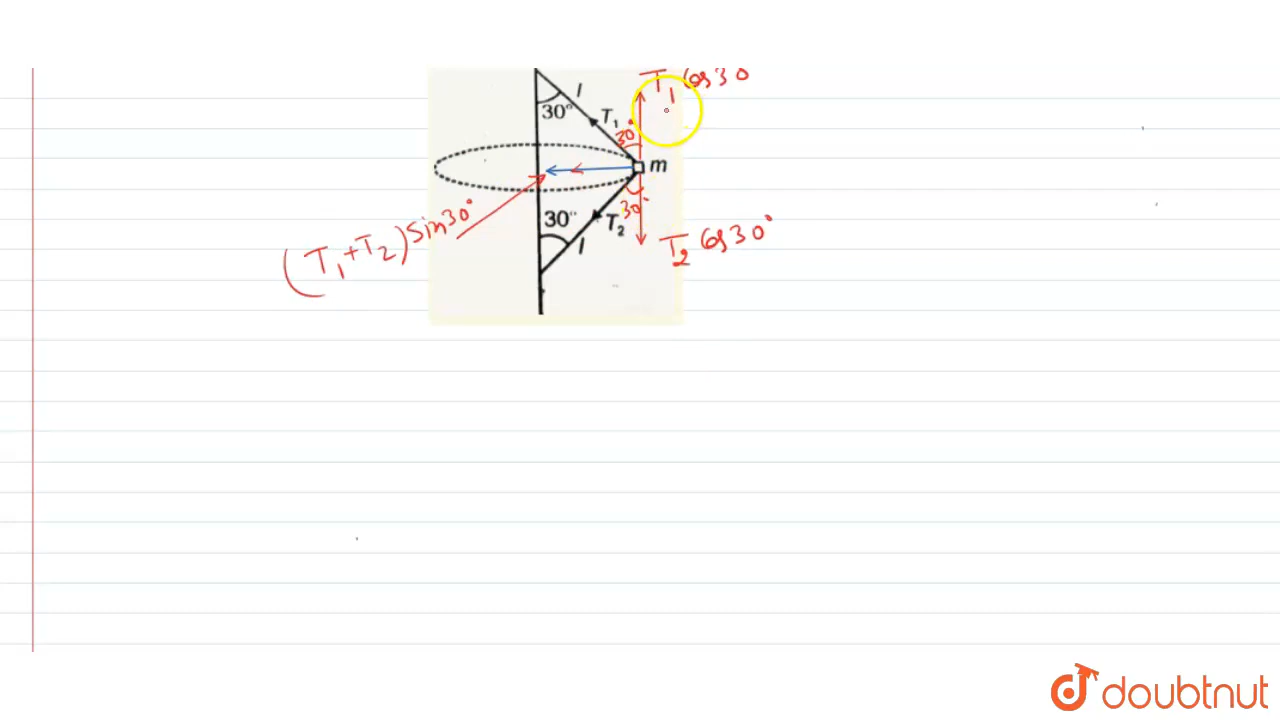 T₁ Cos30
l
30°
T₁
30°
m
30°
30"
T₂
l
(T₁+T₂) Sin30°
T₂ Cos30°
doubtnut